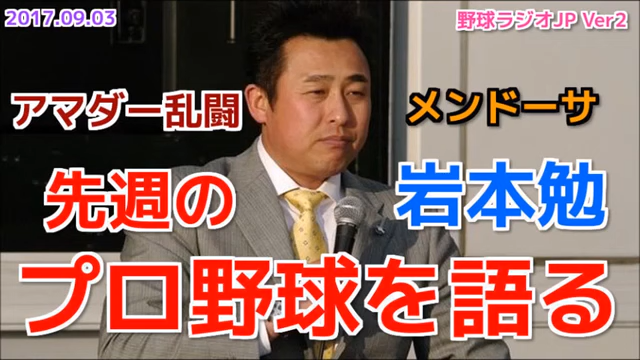 2017.09.03
野球ラジオJP Ver2
アマダー乱闘
メンドーサ
先週の
岩本勉
プロ野球を語る